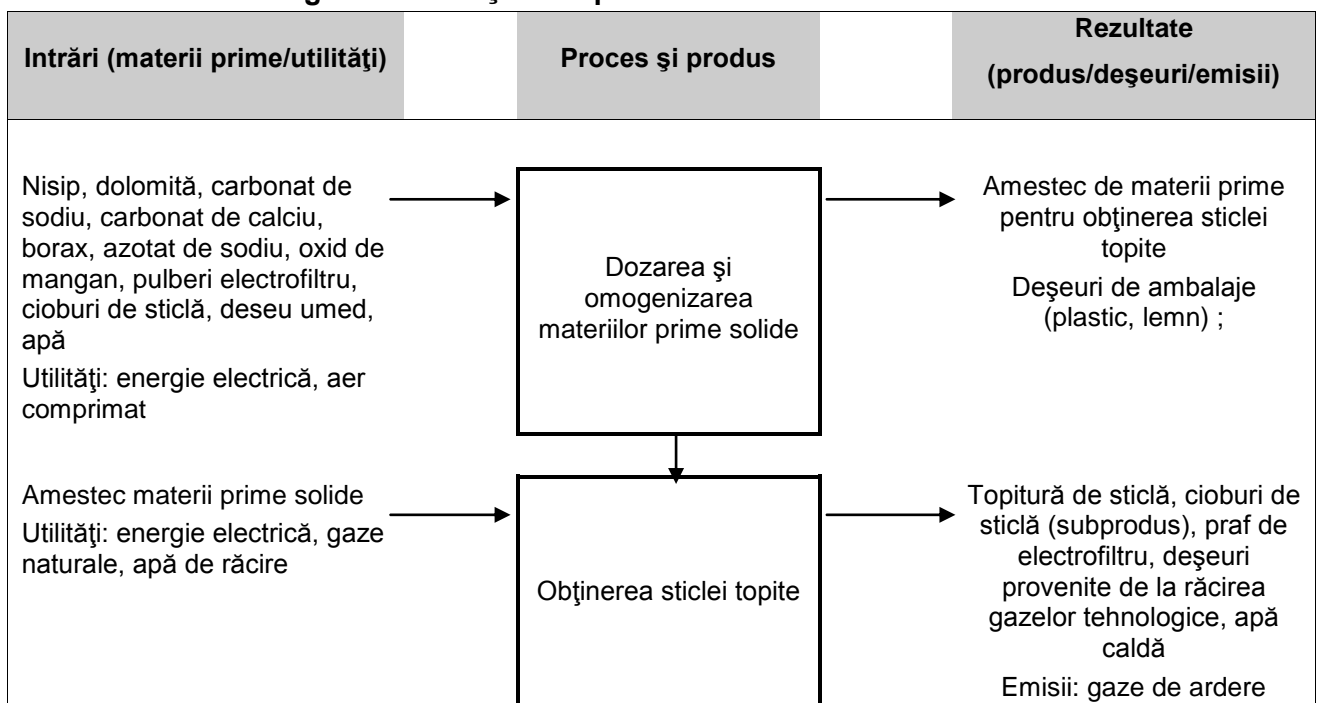 Intrări (materii prime/utilităţi)
Proces şi produs
Rezultate
(produs/deşeuri/emisii)
Nisip, dolomită, carbonat de
sodiu, carbonat de calciu,
borax, azotat de sodiu, oxid de
mangan, pulberi electrofiltru,
cioburi de sticlă, deseu umed,
apă
Utilităţi: energie electrică, aer
comprimat
Dozarea şi
omogenizarea
materiilor prime solide
Amestec de materii prime
pentru obţinerea sticlei
topite
Deşeuri de ambalaje
(plastic, lemn) ;
Amestec materii prime solide
Utilităţi: energie electrică, gaze
naturale, apă de răcire
Obţinerea sticlei topite
Topitură de sticlă, cioburi de
sticlă (subprodus), praf de
electrofiltru, deşeuri
provenite de la răcirea
gazelor tehnologice, apă
caldă
Emisii: gaze de ardere